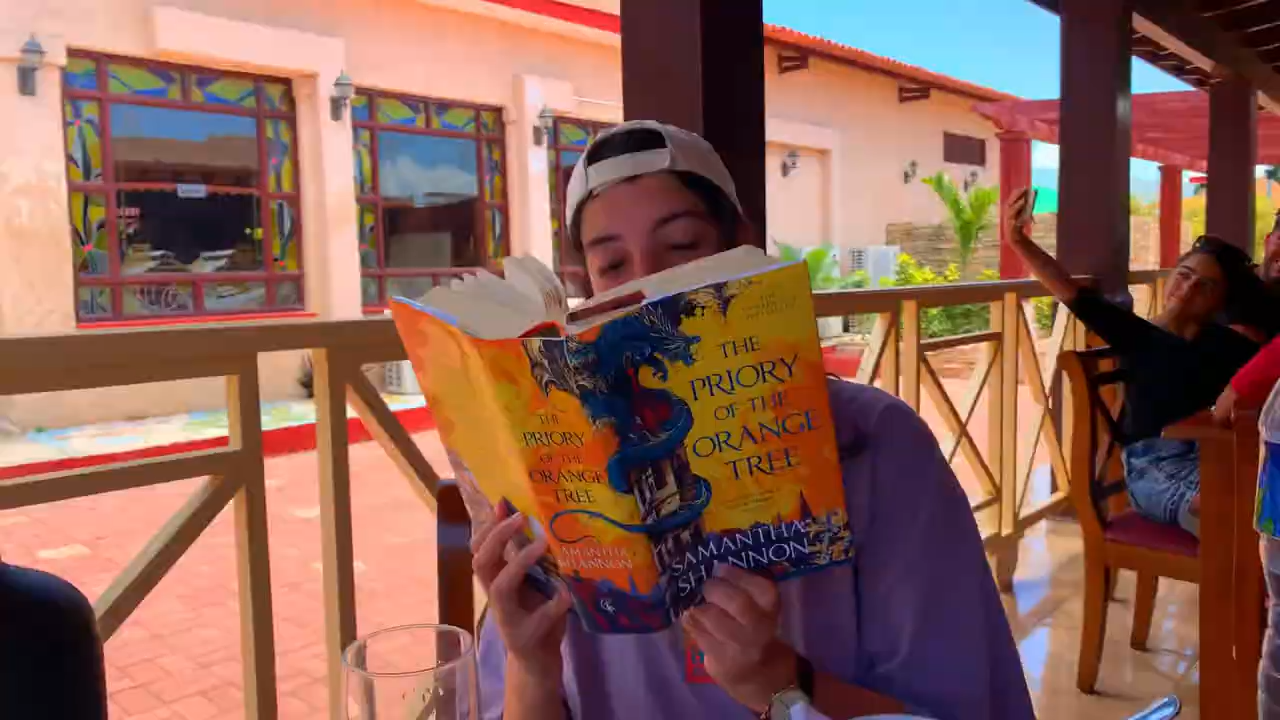 THE
PRIORY
OF THE
ORANGE
TREE
SAMANTHA
SHANNON
THE
PRIORY
OF THE
ORANGE
TREE
SAMANTHA
SHANNON